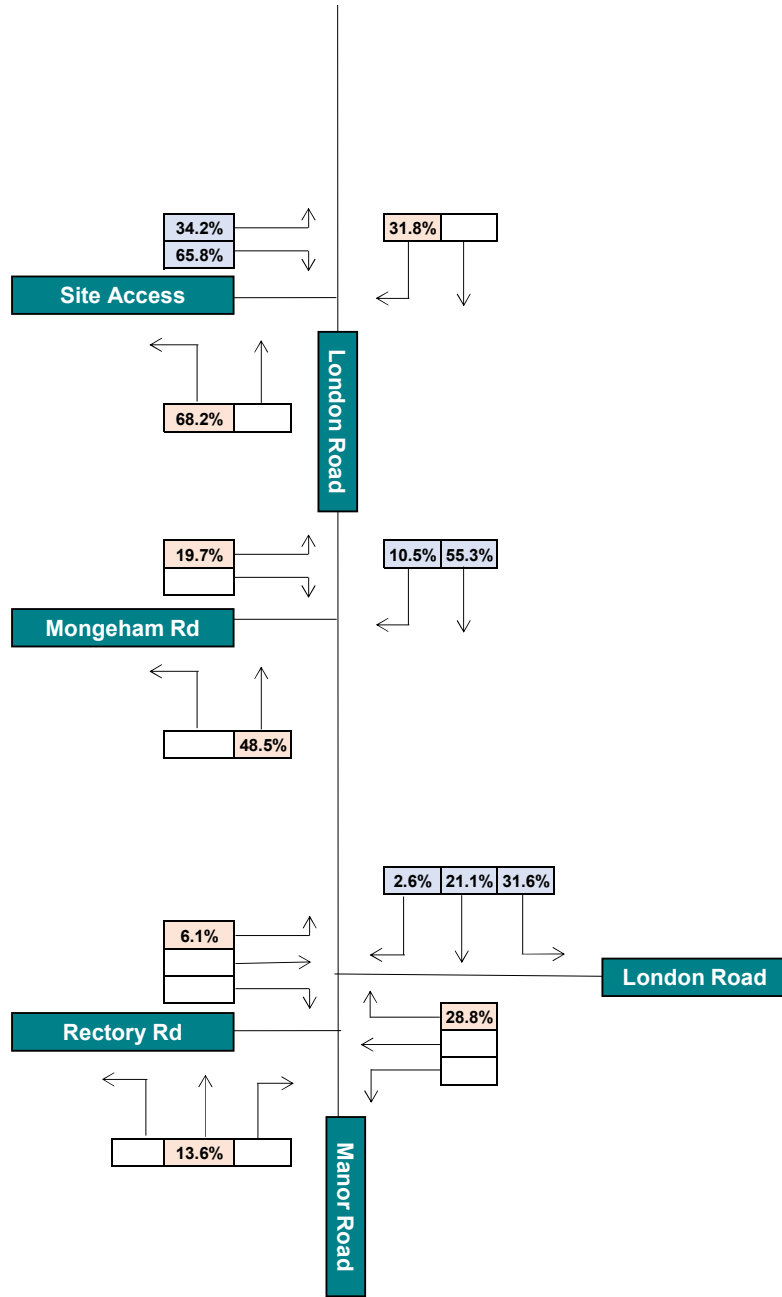 34.2%
31.8%
65.8%
Site Access
London Road
68.2%
19.7%
10.5% 55.3%
Mongeham Rd
48.5%
2.6% 21.1% 31.6%
6.1%
London Road
28.8%
Rectory Rd
13.6%
Manor Road